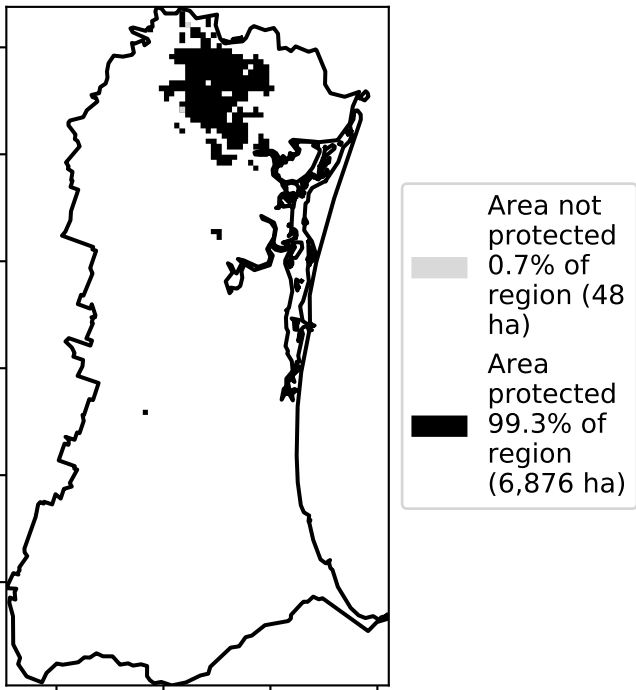 Area not
protected
0.7% of
region (48
ha)
Area
protected
99.3% of
region
(6,876 ha)